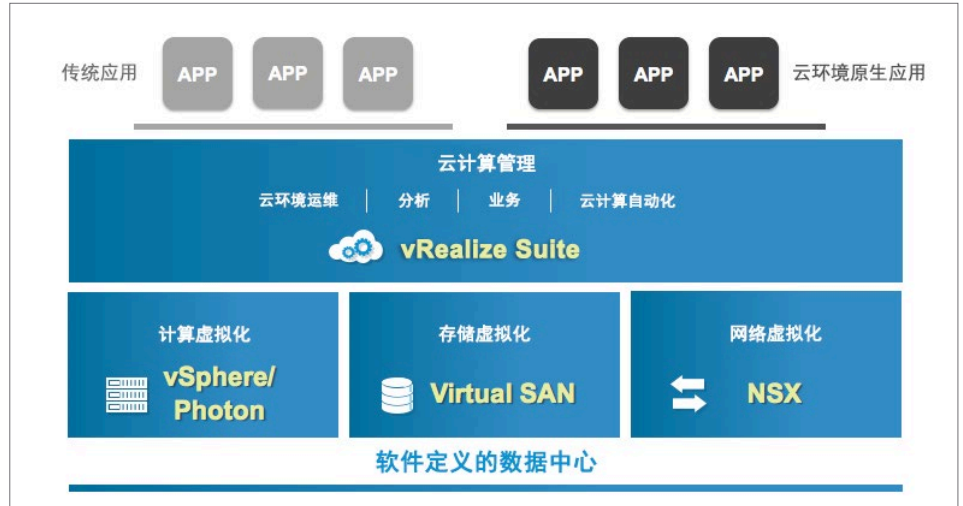 传统应用 APP APP APP APP APP APP 云环境原生应用
云计算管理
云环境运维 | 分析 | 业务 | 云计算自动化
vRealize Suite
计算虚拟化
vSphere/
Photon
存储虚拟化
Virtual SAN
网络虚拟化
NSX
软件定义的数据中心